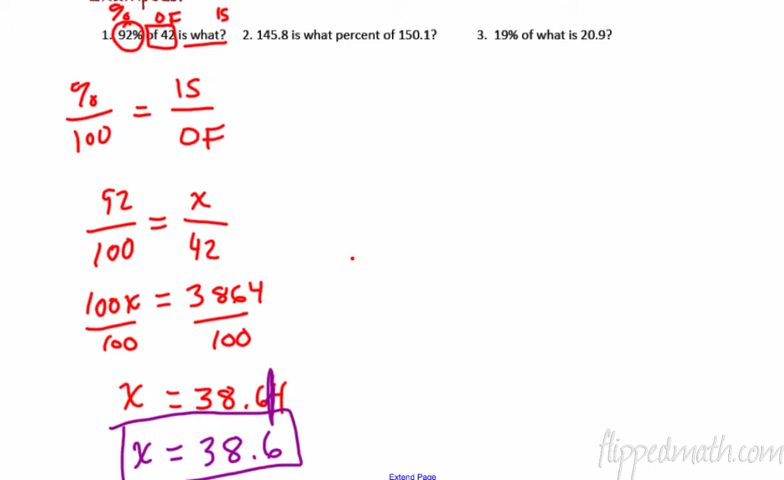 % OF IS
1. 92% of 42 is what? 2. 145.8 is what percent of 150.1? 3. 19% of what is 20.9?
%/100 = IS/OF
92/100 = x/42
100x/100 = 3864/100
x = 38.64
x = 38.6
flippedmath.com
Extend Page